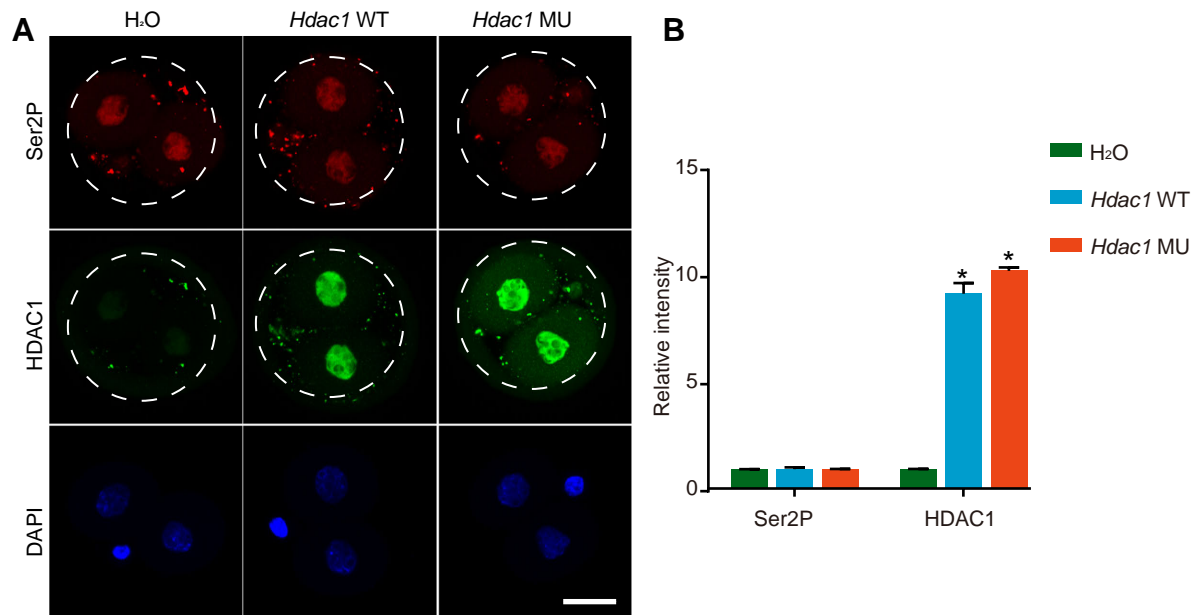 A
H₂O
Hdac1 WT
Hdac1 MU
Ser2P
HDAC1
DAPI
B
H₂O
Hdac1 WT
Hdac1 MU
Relative intensity
15
10
5
0
*
*
Ser2P
HDAC1